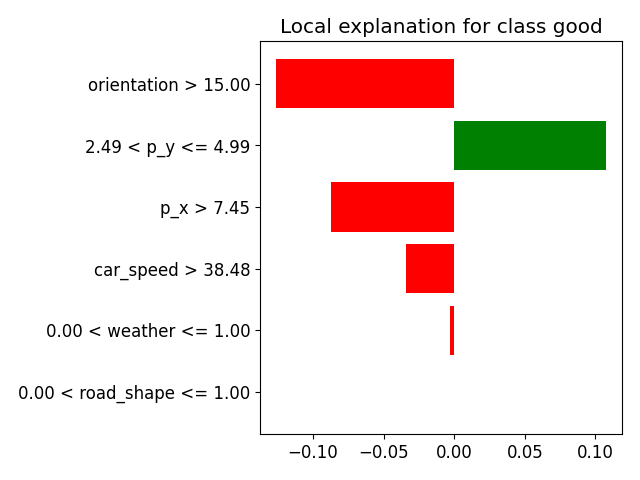 Local explanation for class good
orientation > 15.00
2.49 < p_y <= 4.99
p_x > 7.45
car_speed > 38.48
0.00 < weather <= 1.00
0.00 < road_shape <= 1.00
−0.10 −0.05 0.00 0.05 0.10